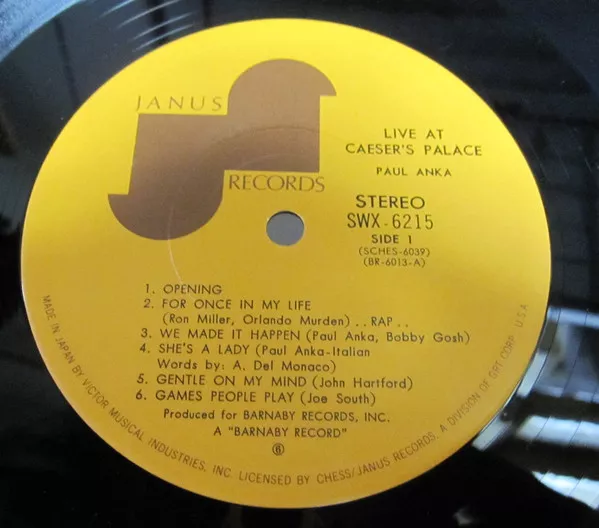 JANUS
RECORDS
LIVE AT
CAESER'S PALACE
PAUL ANKA
STEREO
SWX-6215
SIDE 1
(SCHES-6039)
(BR-6013-A)
1. OPENING
2. FOR ONCE IN MY LIFE
(Ron Miller, Orlando Murden) . . RAP . .
3. WE MADE IT HAPPEN (Paul Anka, Bobby Gosh)
4. SHE'S A LADY (Paul Anka-Italian
Words by: A. Del Monaco)
5. GENTLE ON MY MIND (John Hartford)
6. GAMES PEOPLE PLAY (Joe South)
Produced for BARNABY RECORDS, INC.
A "BARNABY RECORD"
6
MADE IN JAPAN BY VICTOR MUSICAL INDUSTRIES, INC. LICENSED BY CHESS/JANUS RECORDS, A DIVISION OF GRT CORP. U.S.A